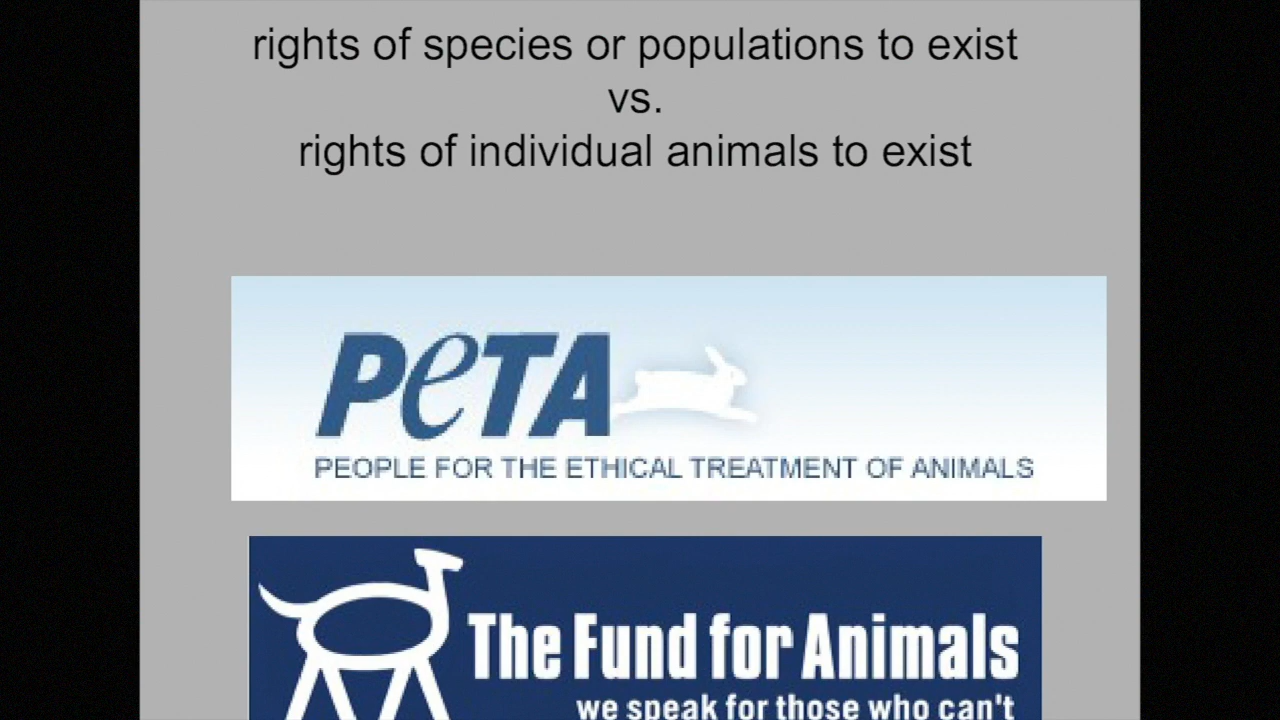 rights of species or populations to exist
vs.
rights of individual animals to exist
PeTA
PEOPLE FOR THE ETHICAL TREATMENT OF ANIMALS
The Fund for Animals
we speak for those who can't